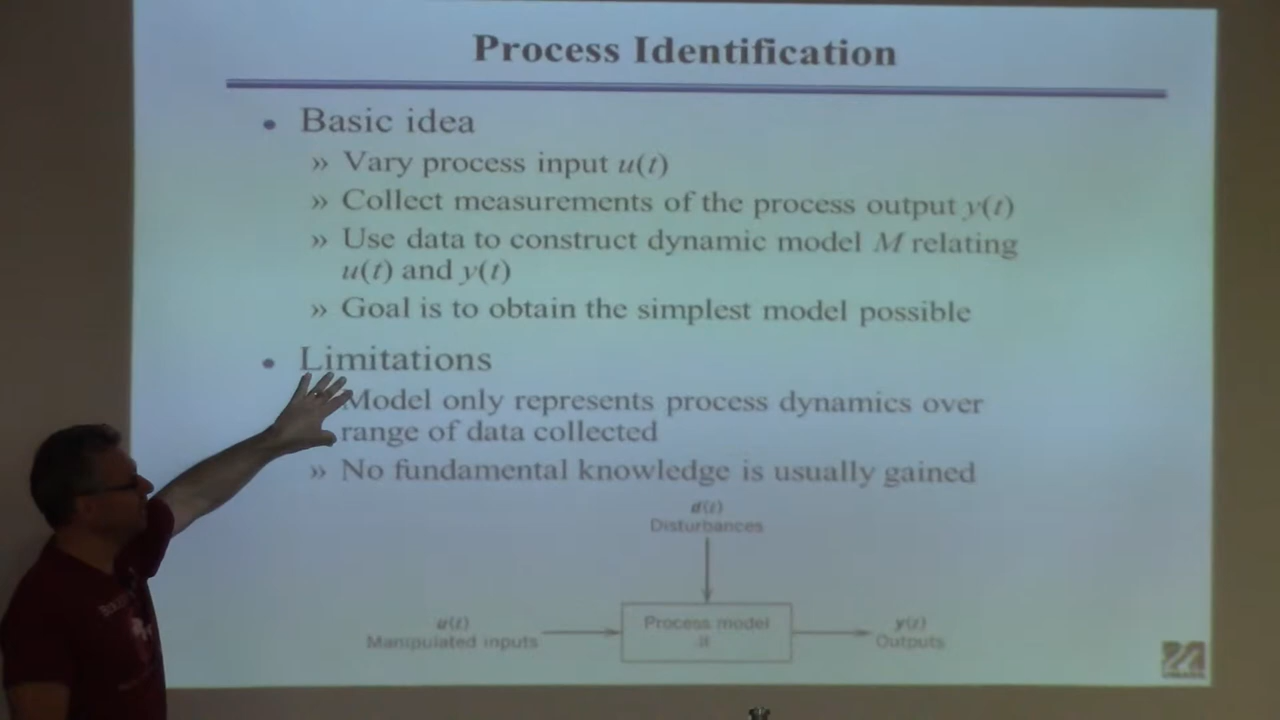 Process Identification
• Basic idea
» Vary process input u(t)
» Collect measurements of the process output y(t)
» Use data to construct dynamic model M relating
u(t) and y(t)
» Goal is to obtain the simplest model possible
• Limitations
Model only represents process dynamics over
range of data collected
» No fundamental knowledge is usually gained
d(t)
Disturbances
u(t)
Manipulated inputs
Process model
y(t)
Outputs